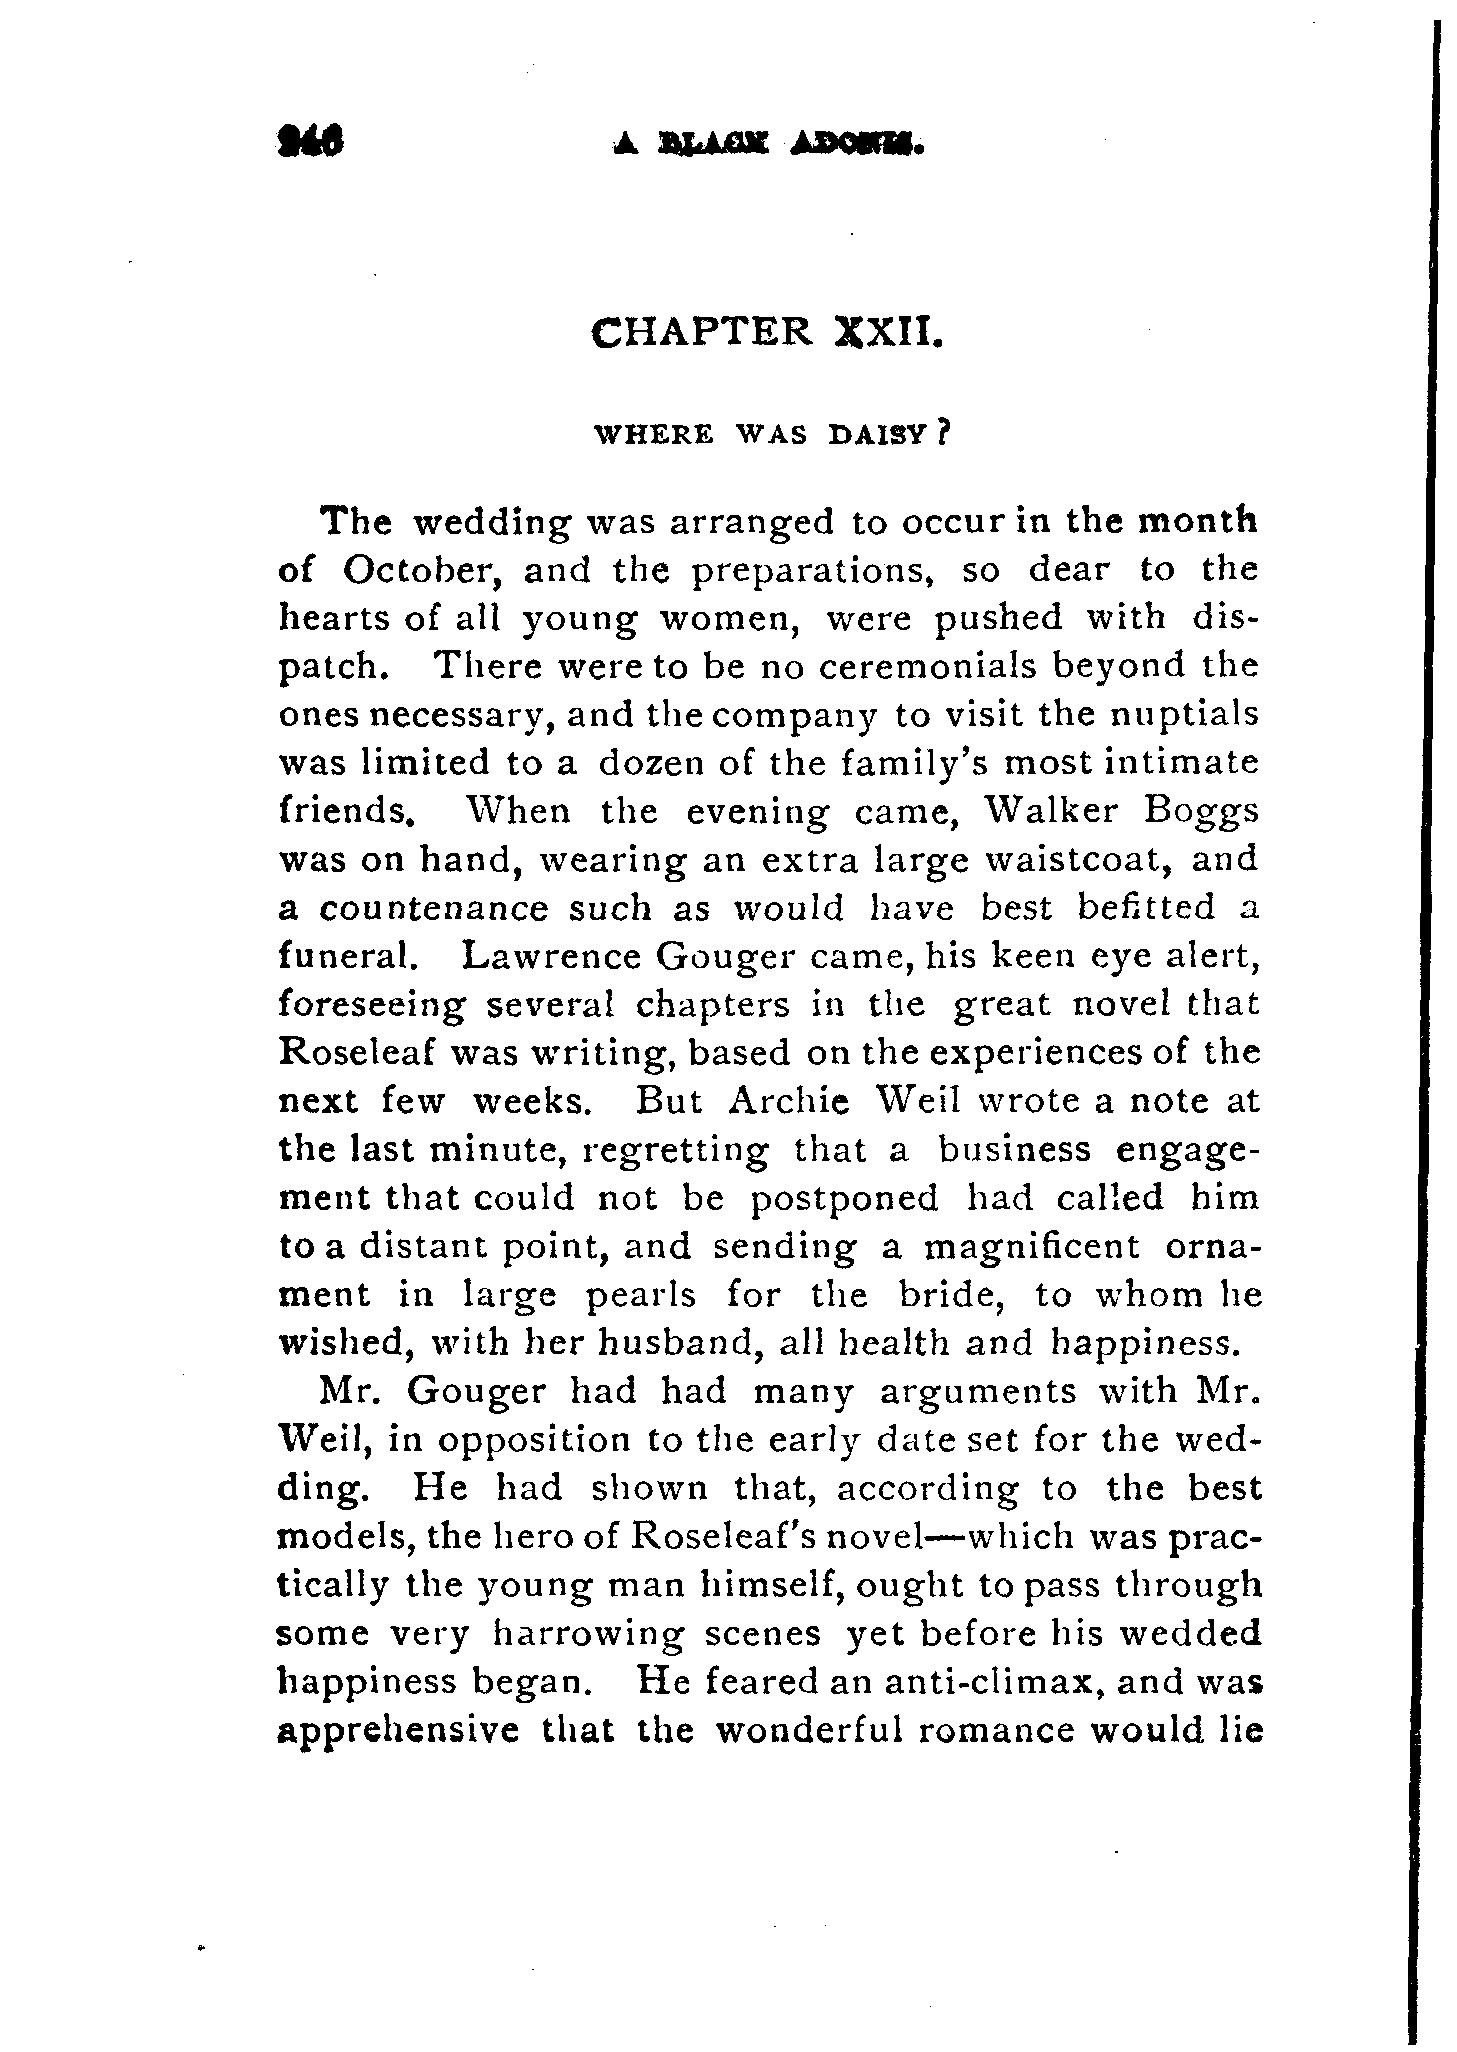 246 A BLACK ADONIS.
CHAPTER XXII.
WHERE WAS DAISY?
The wedding was arranged to occur in the month
of October, and the preparations, so dear to the
hearts of all young women, were pushed with dis-
patch. There were to be no ceremonials beyond the
ones necessary, and the company to visit the nuptials
was limited to a dozen of the family's most intimate
friends. When the evening came, Walker Boggs
was on hand, wearing an extra large waistcoat, and
a countenance such as would have best befitted a
funeral. Lawrence Gouger came, his keen eye alert,
foreseeing several chapters in the great novel that
Roseleaf was writing, based on the experiences of the
next few weeks. But Archie Weil wrote a note at
the last minute, regretting that a business engage-
ment that could not be postponed had called him
to a distant point, and sending a magnificent orna-
ment in large pearls for the bride, to whom he
wished, with her husband, all health and happiness.
Mr. Gouger had had many arguments with Mr.
Weil, in opposition to the early date set for the wed-
ding. He had shown that, according to the best
models, the hero of Roseleaf's novel—which was prac-
tically the young man himself, ought to pass through
some very harrowing scenes yet before his wedded
happiness began. He feared an anti-climax, and was
apprehensive that the wonderful romance would lie